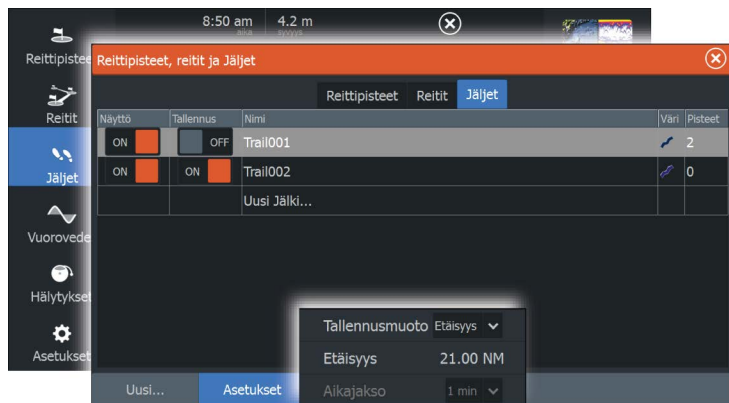 8:50 am 4.2 m
aika syvyys
Reittipistee
Reitit
Jäljet
Vuorovede
Hälytykset
Asetukset
Reittipisteet, reitit ja Jäljet
Reittipisteet Reitit Jäljet
Näyttö Tallennus Nimi Väri Pisteet
ON OFF Trail001 2
ON ON Trail002 0
Uusi Jälki...
Tallennusmuoto Etäisyys
Etäisyys 21.00 NM
Aikajakso 1 min
Uusi... Asetukset